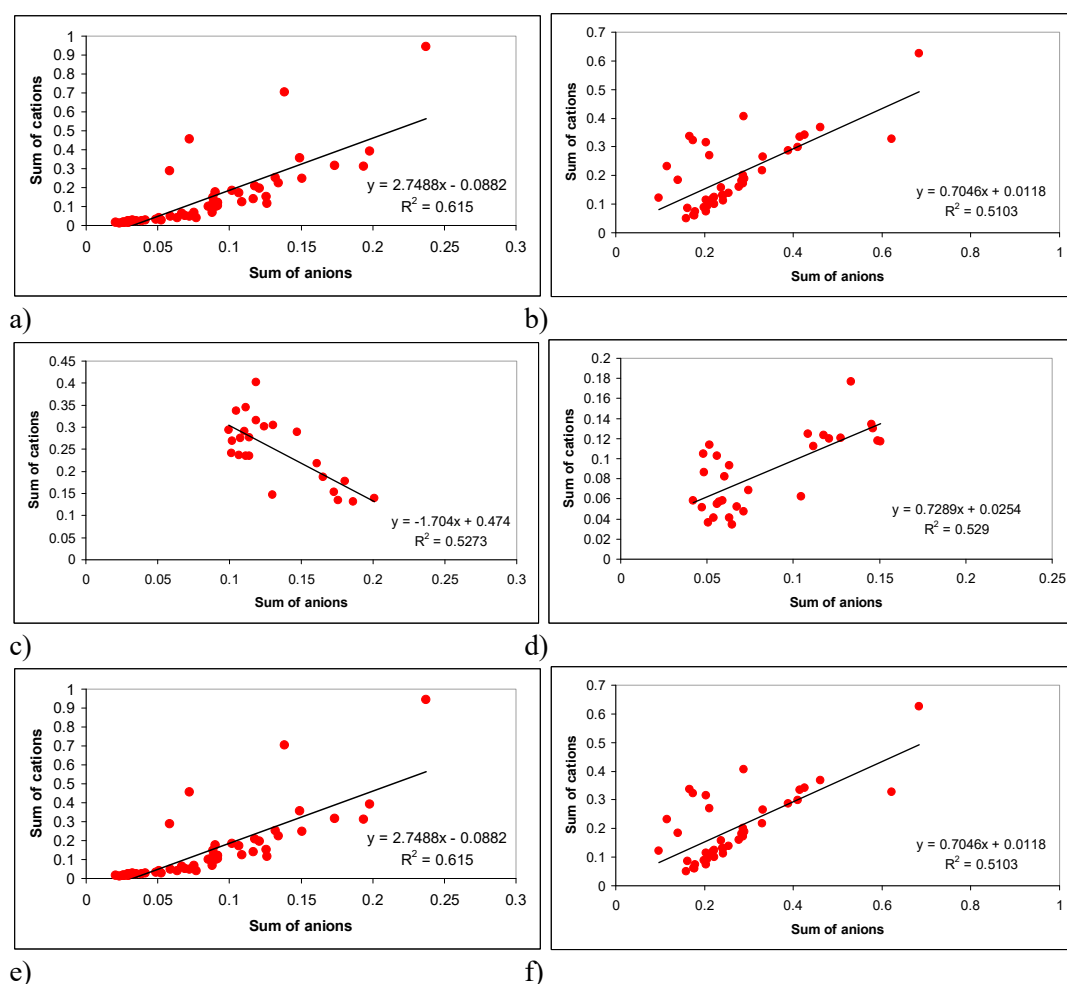 Sum of cations
1
0.9
0.8
0.7
0.6
0.5
0.4
0.3
0.2
0.1
0
y = 2.7488x - 0.0882
R² = 0.615
0 0.05 0.1 0.15 0.2 0.25 0.3
Sum of anions
a)
Sum of cations
0.7
0.6
0.5
0.4
0.3
0.2
0.1
0
y = 0.7046x + 0.0118
R² = 0.5103
0 0.2 0.4 0.6 0.8 1
Sum of anions
b)
Sum of cations
0.45
0.4
0.35
0.3
0.25
0.2
0.15
0.1
0.05
0
y = -1.704x + 0.474
R² = 0.5273
0 0.05 0.1 0.15 0.2 0.25 0.3
Sum of anions
c)
Sum of cations
0.2
0.18
0.16
0.14
0.12
0.1
0.08
0.06
0.04
0.02
0
y = 0.7289x + 0.0254
R² = 0.529
0 0.05 0.1 0.15 0.2 0.25
Sum of anions
d)
Sum of cations
1
0.9
0.8
0.7
0.6
0.5
0.4
0.3
0.2
0.1
0
y = 2.7488x - 0.0882
R² = 0.615
0 0.05 0.1 0.15 0.2 0.25 0.3
Sum of anions
e)
Sum of cations
0.7
0.6
0.5
0.4
0.3
0.2
0.1
0
y = 0.7046x + 0.0118
R² = 0.5103
0 0.2 0.4 0.6 0.8 1
Sum of anions
f)